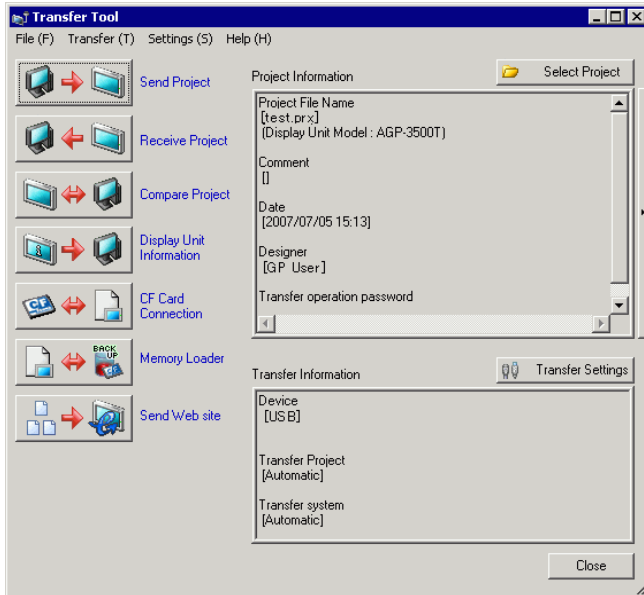 Transfer Tool
File (F) Transfer (T) Settings (S) Help (H)
Send Project
Receive Project
Compare Project
Display Unit
Information
CF Card
Connection
BACK
UP
Memory Loader
Send Web site
Project Information
Select Project
Project File Name
[test.prx]
(Display Unit Model : AGP-3500T)
Comment
[]
Date
[2007/07/05 15:13]
Designer
[GP User]
Transfer operation password
Transfer Information
Transfer Settings
Device
[USB]
Transfer Project
[Automatic]
Transfer system
[Automatic]
Close